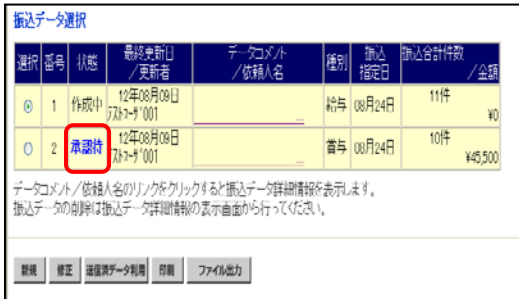 振込データ選択
選択 番号 状態 最終更新日／更新者 データコメント／依頼人名 種別 振込指定日 振込合計件数／金額
1 作成中 12年08月09日 ﾃｽﾄﾕｰｻﾞ001 ... 給与 08月24日 11件 ¥0
2 承認待 12年08月09日 ﾃｽﾄﾕｰｻﾞ001 ... 賞与 08月24日 10件 ¥45,500
データコメント／依頼人名のリンクをクリックすると振込データ詳細情報を表示します。
振込データの削除は振込データ詳細情報の表示画面から行ってください。
新規 修正 送信済データ利用 印刷 ファイル出力